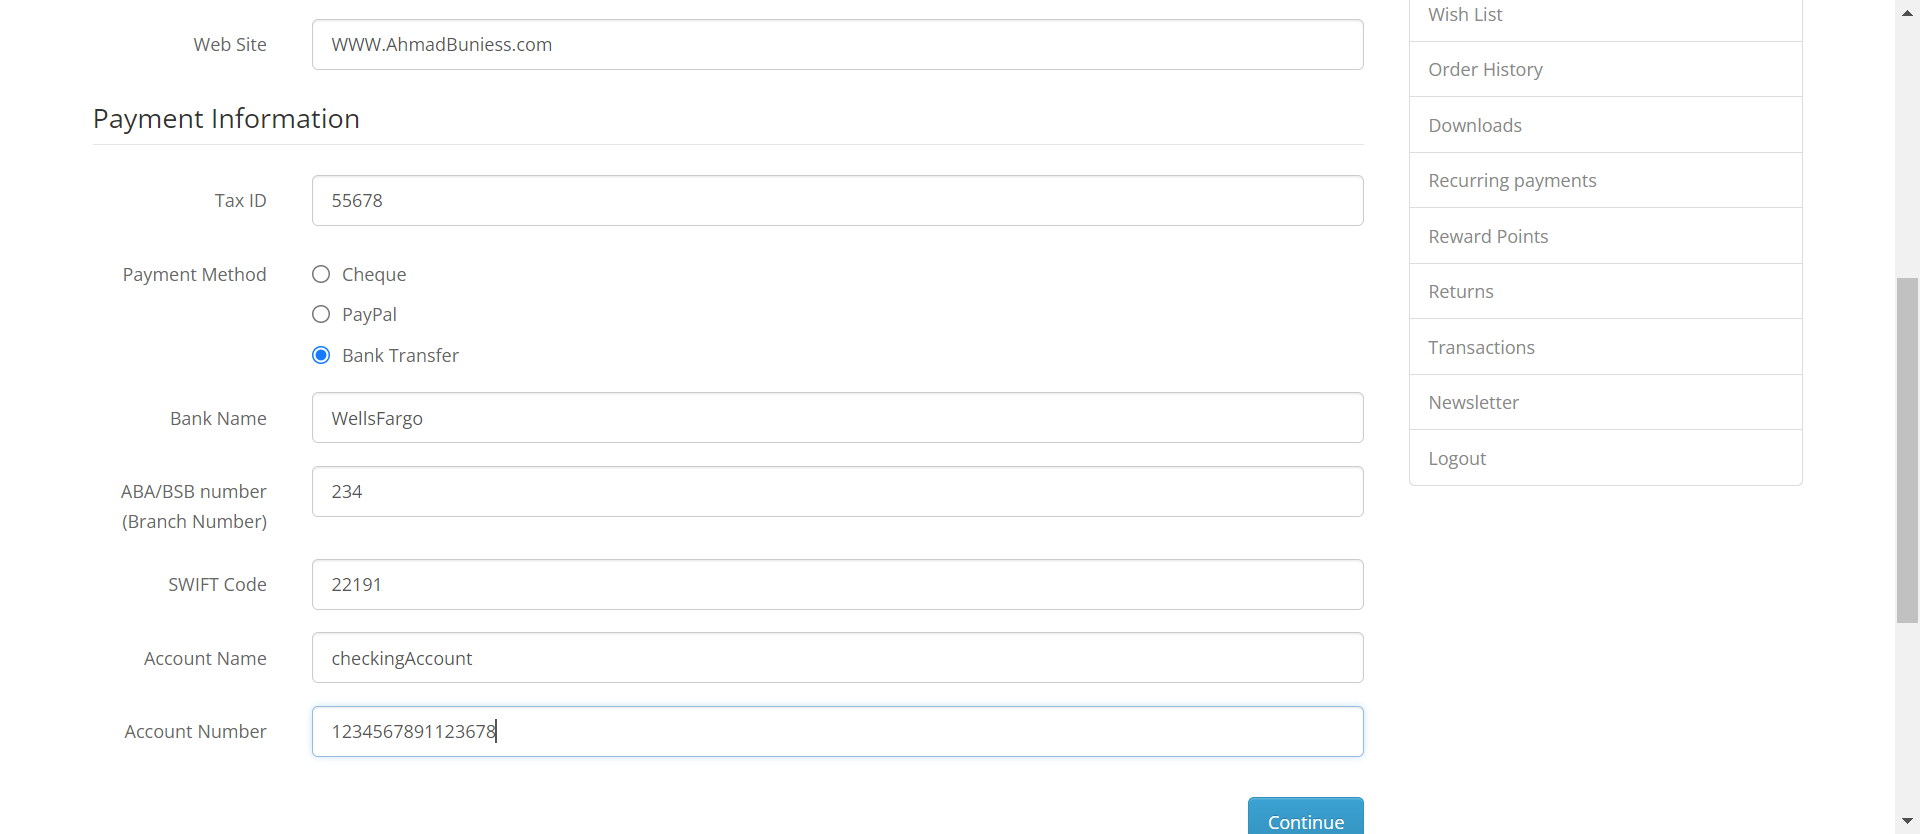 Web Site
WWW.AhmadBuniess.com
Payment Information
Tax ID
55678
Payment Method
Cheque
PayPal
Bank Transfer
Bank Name
WellsFargo
ABA/BSB number
(Branch Number)
234
SWIFT Code
22191
Account Name
checkingAccount
Account Number
1234567891123678
Continue
Wish List
Order History
Downloads
Recurring payments
Reward Points
Returns
Transactions
Newsletter
Logout